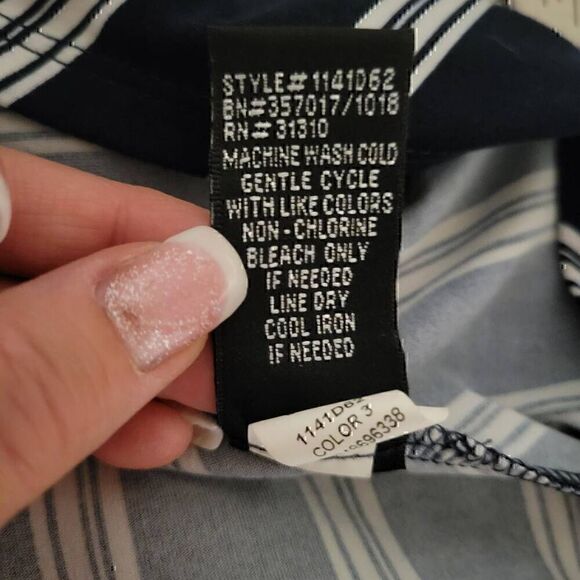 STYLE# 1141D62
BN#357017/1018
RN# 31310
MACHINE WASH COLD
GENTLE CYCLE
WITH LIKE COLORS
NON-CHLORINE
BLEACH ONLY
IF NEEDED
LINE DRY
COOL IRON
IF NEEDED
1141D62
COLOR 3